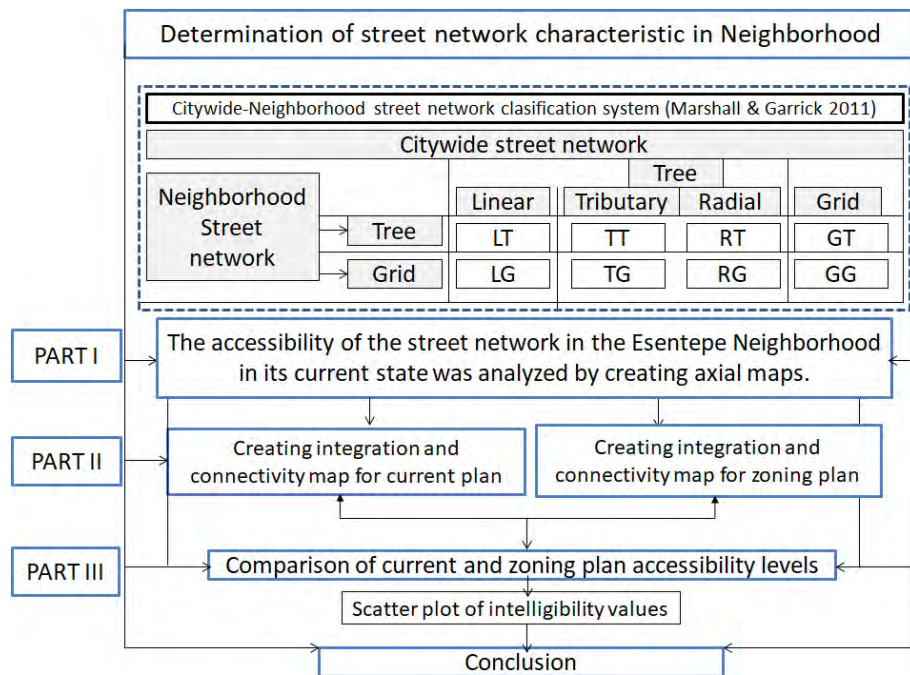 Determination of street network characteristic in Neighborhood
Citywide-Neighborhood street network clasification system (Marshall & Garrick 2011)
Citywide street network
Tree
Neighborhood
Street
network
Linear
Tributary
Radial
Grid
Tree
LT
TT
RT
GT
Grid
LG
TG
RG
GG
PART I
The accessibility of the street network in the Esentepe Neighborhood
in its current state was analyzed by creating axial maps.
PART II
Creating integration and
connectivity map for current plan
Creating integration and
connectivity map for zoning plan
PART III
Comparison of current and zoning plan accessibility levels
Scatter plot of intelligibility values
Conclusion